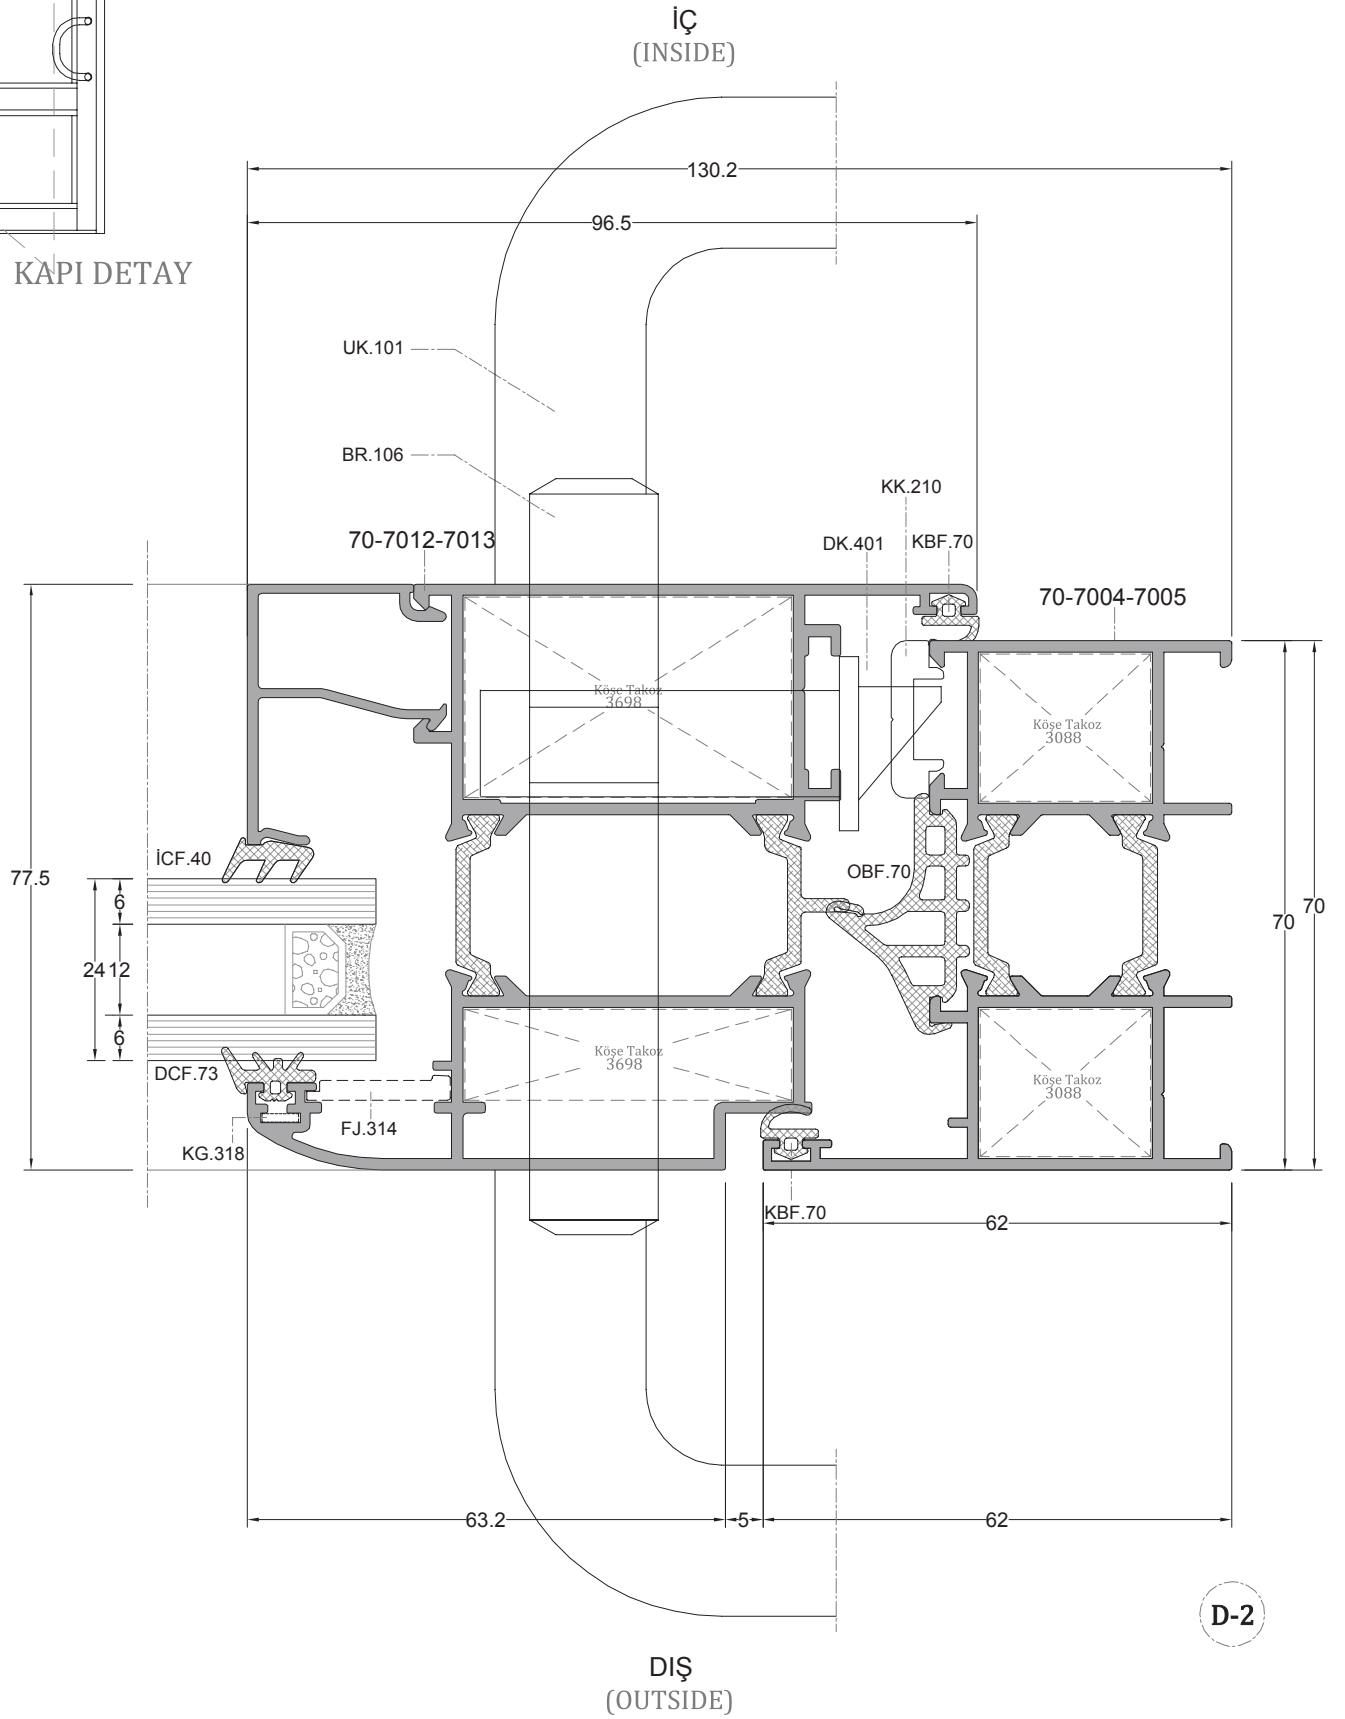 İÇ
(INSIDE)
130.2
96.5
KAPI DETAY
UK.101
BR.106
KK.210
70-7012-7013
DK.401
KBF.70
70-7004-7005
Köşe Takoz
3698
Köşe Takoz
3088
İCF.40
OBF.70
77.5
6
24
12
6
70
70
DCF.73
Köşe Takoz
3698
Köşe Takoz
3088
FJ.314
KG.318
KBF.70
62
63.2
5
62
D-2
DIŞ
(OUTSIDE)